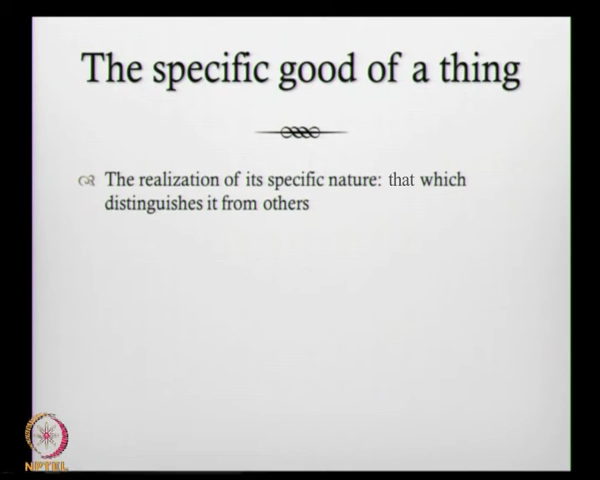 The specific good of a thing
The realization of its specific nature: that which
distinguishes it from others
NPTEL